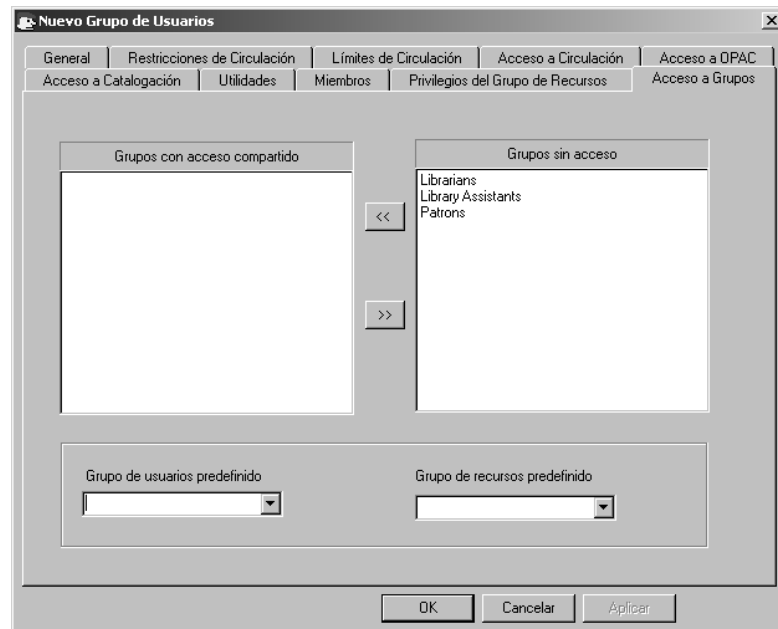 Nuevo Grupo de Usuarios
General Restricciones de Circulación Límites de Circulación Acceso a Circulación Acceso a OPAC
Acceso a Catalogación Utilidades Miembros Privilegios del Grupo de Recursos Acceso a Grupos
Grupos con acceso compartido Grupos sin acceso
Librarians
Library Assistants
Patrons
<<
>>
Grupo de usuarios predefinido Grupo de recursos predefinido
OK Cancelar Aplicar